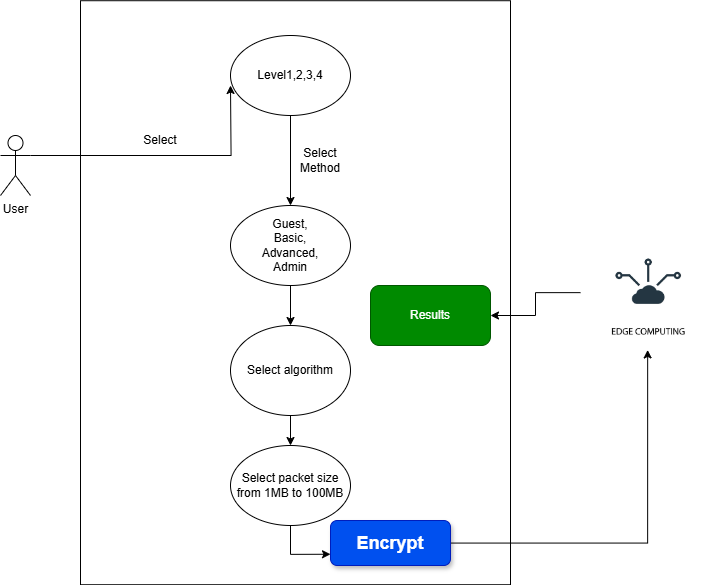 Level1,2,3,4
Select
Select
Method
User
Guest,
Basic,
Advanced,
Admin
Results
EDGE COMPUTING
Select algorithm
Select packet size
from 1MB to 100MB
Encrypt